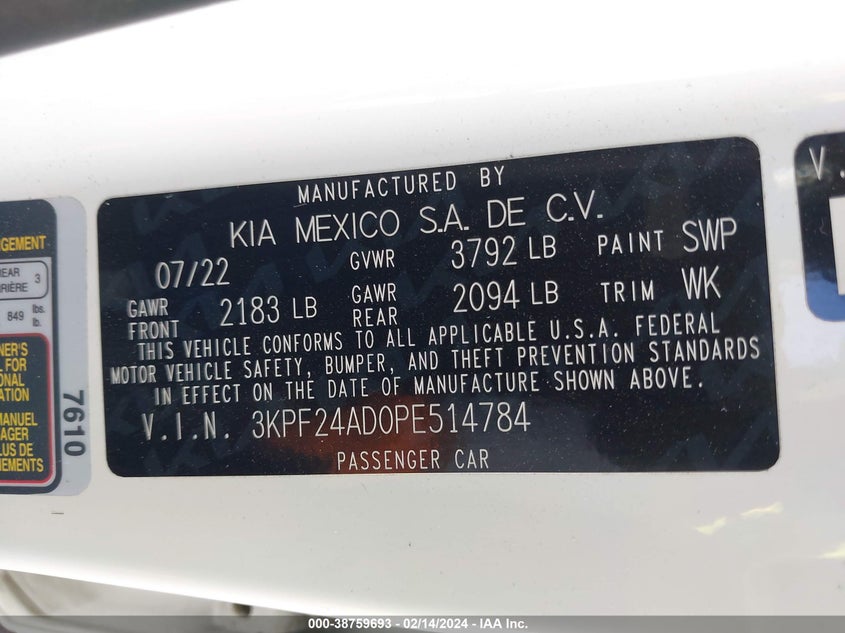 MANUFACTURED BY
KIA MEXICO S.A. DE C.V.
07/22 GVWR 3792 LB PAINT SWP
GAWR FRONT 2183 LB GAWR REAR 2094 LB TRIM WK
THIS VEHICLE CONFORMS TO ALL APPLICABLE U.S.A. FEDERAL
MOTOR VEHICLE SAFETY, BUMPER, AND THEFT PREVENTION STANDARDS
IN EFFECT ON THE DATE OF MANUFACTURE SHOWN ABOVE.
V.I.N. 3KPF24AD0PE514784
PASSENGER CAR
3
849 lbs.
7610
V.
000-38759693 - 02/14/2024 - IAA Inc.